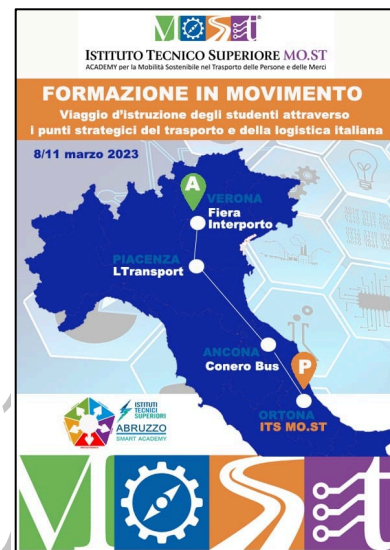 MOSt
ISTITUTO TECNICO SUPERIORE MO.ST
ACADEMY per la Mobilità Sostenibile nel Trasporto delle Persone e delle Merci
FORMAZIONE IN MOVIMENTO
Viaggio d'istruzione degli studenti attraverso
i punti strategici del trasporto e della logistica italiana
8/11 marzo 2023
A
VERONA
Fiera
Interporto
PIACENZA
LTransport
ANCONA
Conero Bus
P
ORTONA
ITS MO.ST
ISTITUTI
TECNICI
SUPERIORI
ABRUZZO
SMART ACADEMY
MOSt